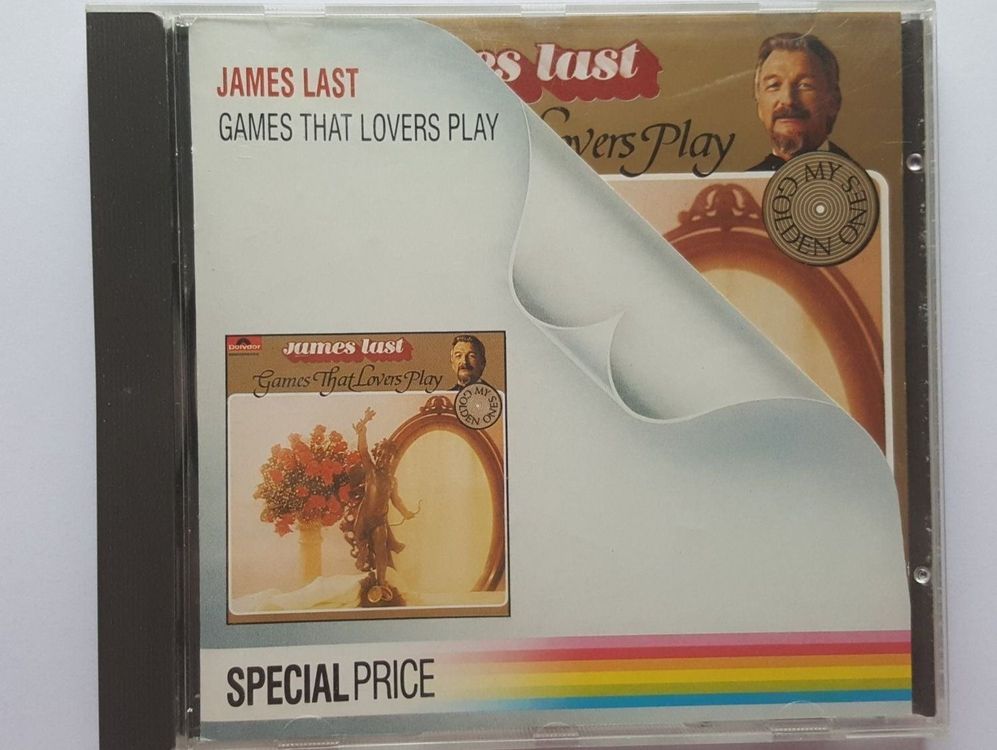 JAMES LAST
GAMES THAT LOVERS PLAY
es last
Lovers Play
MY GOLDEN ONES
Polydor
james last
Games That Lovers Play
MY GOLDEN ONES
SPECIAL PRICE